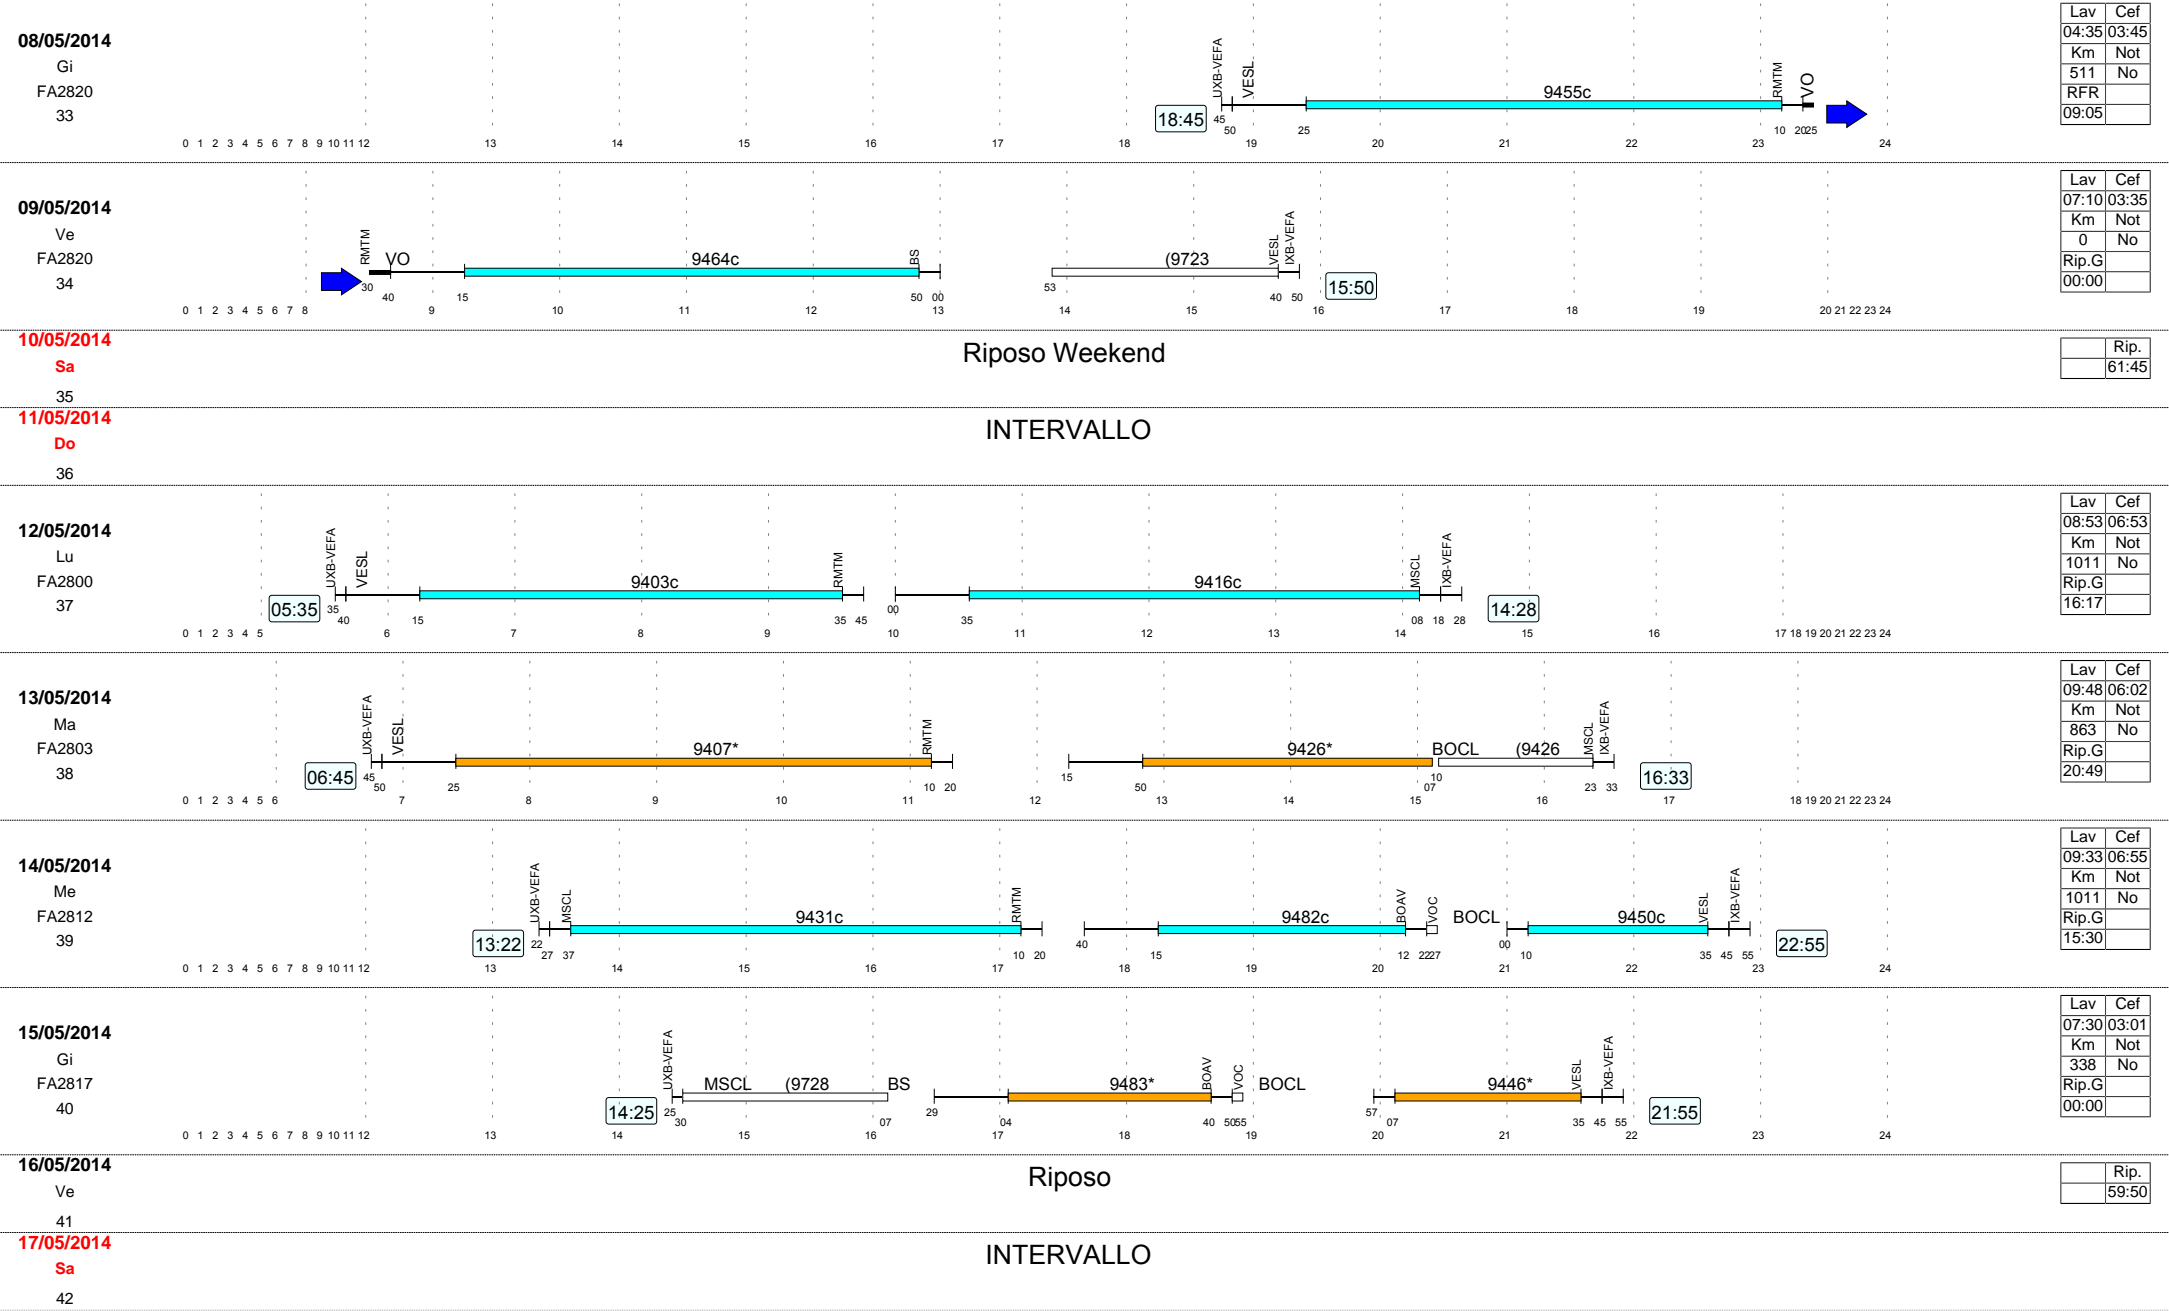 08/05/2014
Gi
FA2820
33
18:45
UXB-VEFA
VESL
9455c
RMTM
VO
45 50 25 10 20 25
0 1 2 3 4 5 6 7 8 9 10 11 12 13 14 15 16 17 18 19 20 21 22 23 24
Lav Cef
04:35 03:45
Km Not
511 No
RFR
09:05
09/05/2014
Ve
FA2820
34
RMTM
VO
9464c
BS
(9723
VESL
IXB-VEFA
15:50
30 40 15 50 00 53 40 50
0 1 2 3 4 5 6 7 8 9 10 11 12 13 14 15 16 17 18 19 20 21 22 23 24
Lav Cef
07:10 03:35
Km Not
0 No
Rip.G
00:00
10/05/2014
Sa
35
Riposo Weekend
Rip.
61:45
11/05/2014
Do
36
INTERVALLO
12/05/2014
Lu
FA2800
37
05:35
UXB-VEFA
VESL
9403c
RMTM
9416c
MSCL
IXB-VEFA
14:28
35 40 15 35 45 00 35 08 18 28
0 1 2 3 4 5 6 7 8 9 10 11 12 13 14 15 16 17 18 19 20 21 22 23 24
Lav Cef
08:53 06:53
Km Not
1011 No
Rip.G
16:17
13/05/2014
Ma
FA2803
38
06:45
UXB-VEFA
VESL
9407*
RMTM
9426*
BOCL
(9426
MSCL
IXB-VEFA
16:33
45 50 25 10 20 15 50 07 10 23 33
0 1 2 3 4 5 6 7 8 9 10 11 12 13 14 15 16 17 18 19 20 21 22 23 24
Lav Cef
09:48 06:02
Km Not
863 No
Rip.G
20:49
14/05/2014
Me
FA2812
39
13:22
UXB-VEFA
MSCL
9431c
RMTM
9482c
BOAV
VOC
BOCL
9450c
VESL
IXB-VEFA
22:55
22 27 37 10 20 40 15 12 22 27 00 10 35 45 55
0 1 2 3 4 5 6 7 8 9 10 11 12 13 14 15 16 17 18 19 20 21 22 23 24
Lav Cef
09:33 06:55
Km Not
1011 No
Rip.G
15:30
15/05/2014
Gi
FA2817
40
14:25
UXB-VEFA
MSCL
(9728
BS
9483*
BOAV
VOC
BOCL
9446*
VESL
IXB-VEFA
21:55
25 30 07 29 04 40 50 55 57 07 35 45 55
0 1 2 3 4 5 6 7 8 9 10 11 12 13 14 15 16 17 18 19 20 21 22 23 24
Lav Cef
07:30 03:01
Km Not
338 No
Rip.G
00:00
16/05/2014
Ve
41
Riposo
Rip.
59:50
17/05/2014
Sa
42
INTERVALLO